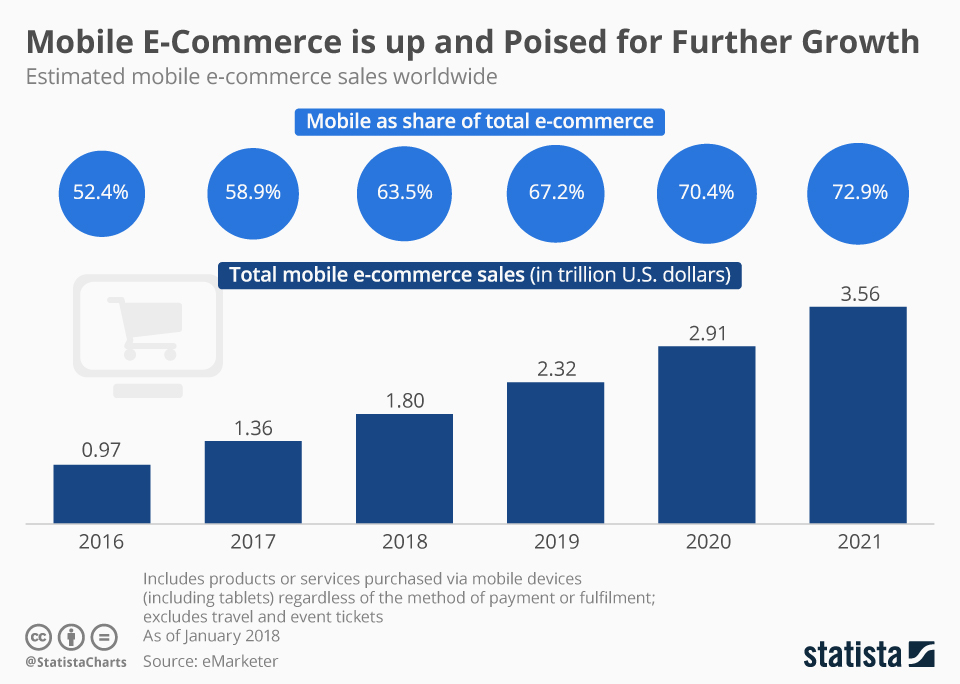 Mobile E-Commerce is up and Poised for Further Growth
Estimated mobile e-commerce sales worldwide
Mobile as share of total e-commerce
52.4% 58.9% 63.5% 67.2% 70.4% 72.9%
Total mobile e-commerce sales (in trillion U.S. dollars)
0.97 1.36 1.80 2.32 2.91 3.56
2016 2017 2018 2019 2020 2021
Includes products or services purchased via mobile devices
(including tablets) regardless of the method of payment or fulfilment;
excludes travel and event tickets
As of January 2018
cc
@StatistaCharts
Source: eMarketer
statista